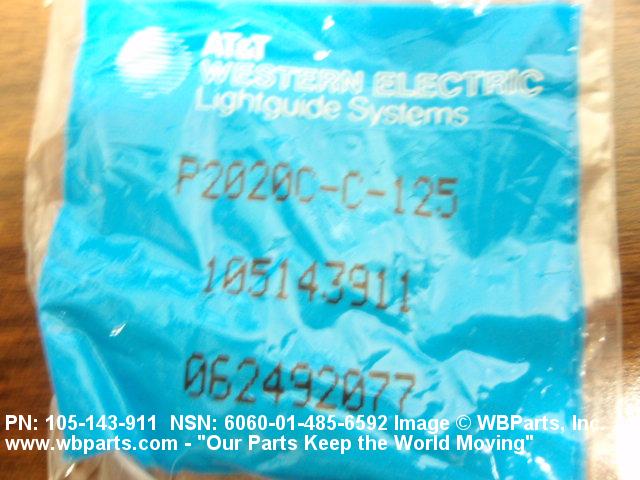 AT&T
WESTERN ELECTRIC
Lightguide Systems
P2020C-C-125
105143911
062492077
PN: 105-143-911 NSN: 6060-01-485-6592 Image © WBParts, Inc.
www.wbparts.com - "Our Parts Keep the World Moving"